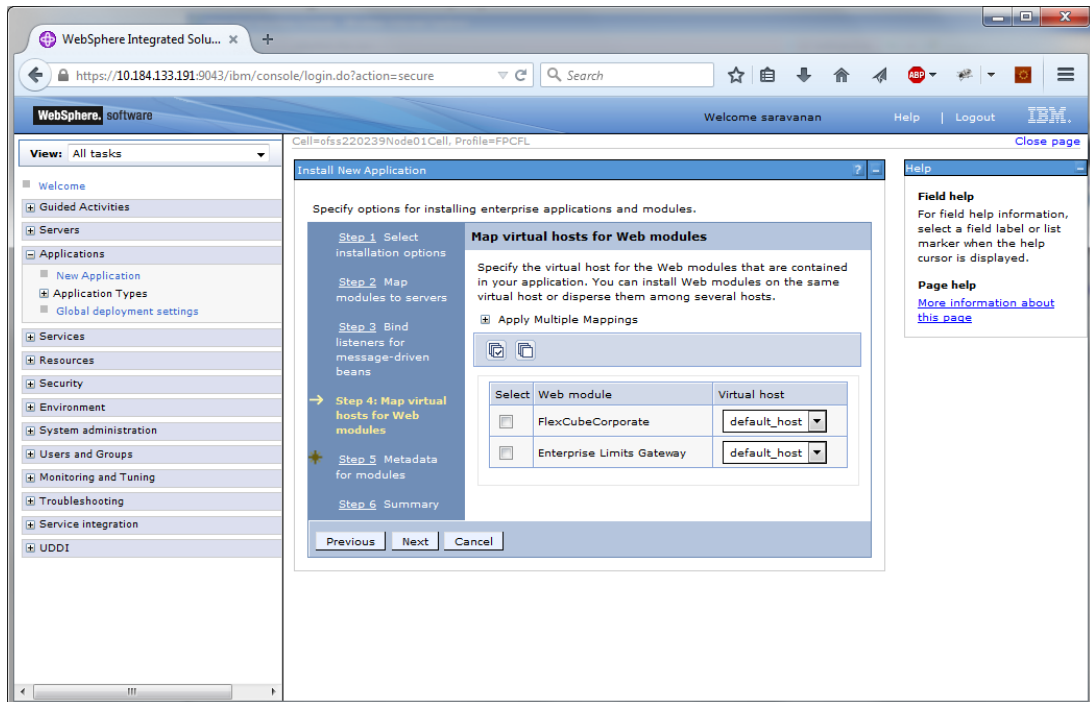 WebSphere Integrated Solu...
https://10.184.133.191:9043/ibm/console/login.do?action=secure
Search
ABP
WebSphere. software
Welcome saravanan
Help | Logout
IBM.
View: All tasks
Welcome
Guided Activities
Servers
Applications
New Application
Application Types
Global deployment settings
Services
Resources
Security
Environment
System administration
Users and Groups
Monitoring and Tuning
Troubleshooting
Service integration
UDDI
Cell=ofss220239Node01Cell, Profile=FPCFL
Close page
Install New Application
?
Specify options for installing enterprise applications and modules.
Step 1 Select
installation options
Step 2 Map
modules to servers
Step 3 Bind
listeners for
message-driven
beans
Step 4: Map virtual
hosts for Web
modules
Step 5 Metadata
for modules
Step 6 Summary
Map virtual hosts for Web modules
Specify the virtual host for the Web modules that are contained
in your application. You can install Web modules on the same
virtual host or disperse them among several hosts.
Apply Multiple Mappings
Select Web module Virtual host
FlexCubeCorporate default_host
Enterprise Limits Gateway default_host
Previous Next Cancel
Help
Field help
For field help information,
select a field label or list
marker when the help
cursor is displayed.
Page help
More information about
this page